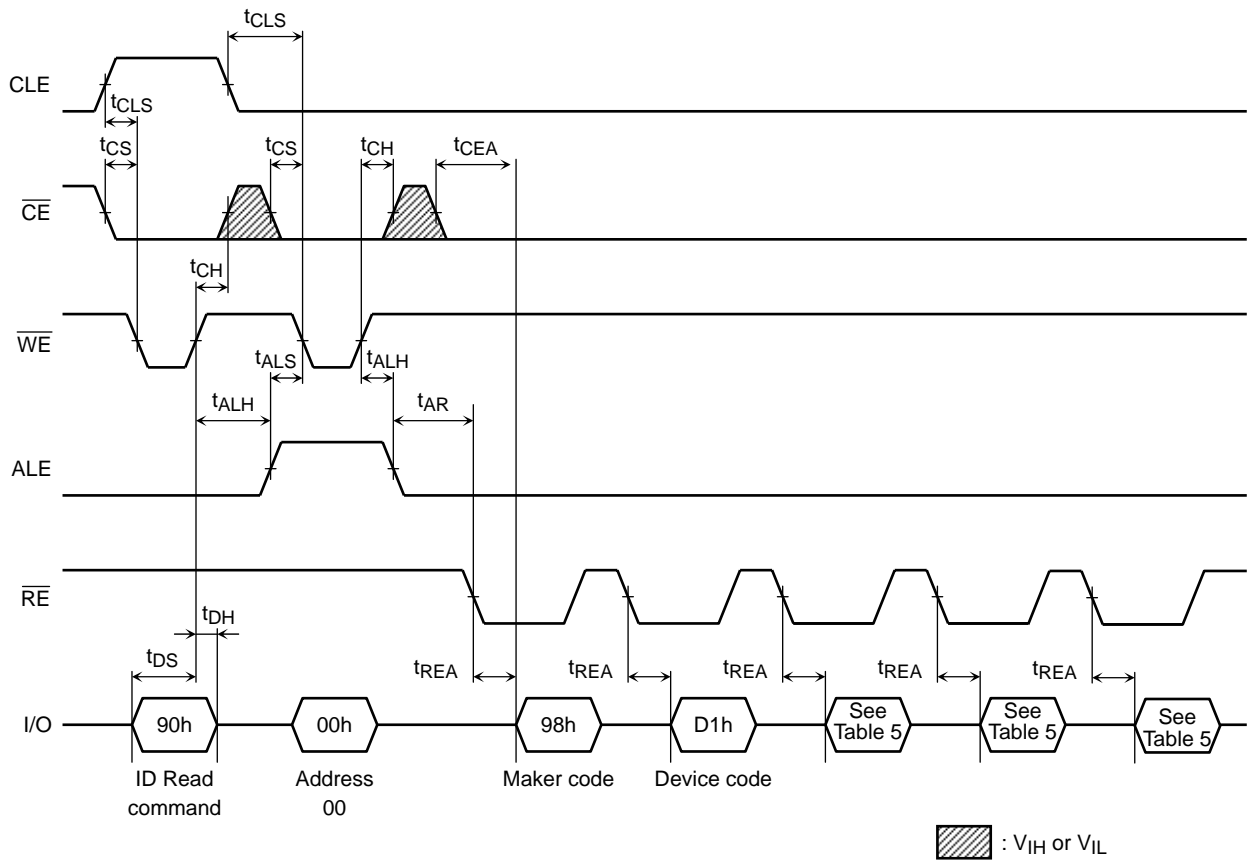 tCLS
CLE
tCLS
tCS tCS tCH tCEA
CE
tCH
WE
tALS tALH
tALH tAR
ALE
RE
tDH
tDS tREA tREA tREA tREA tREA
I/O 90h 00h 98h D1h See Table 5 See Table 5 See Table 5
ID Read command Address 00 Maker code Device code
: VIH or VIL